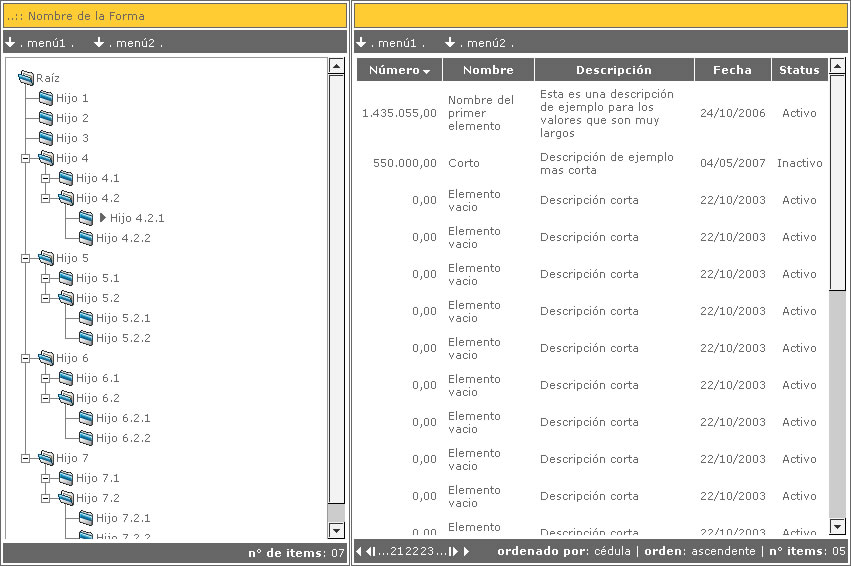 ..:: Nombre de la Forma
. menú1 . . menú2 .
Raíz
Hijo 1
Hijo 2
Hijo 3
Hijo 4
Hijo 4.1
Hijo 4.2
Hijo 4.2.1
Hijo 4.2.2
Hijo 5
Hijo 5.1
Hijo 5.2
Hijo 5.2.1
Hijo 5.2.2
Hijo 6
Hijo 6.1
Hijo 6.2
Hijo 6.2.1
Hijo 6.2.2
Hijo 7
Hijo 7.1
Hijo 7.2
Hijo 7.2.1
Hijo 7.2.2
n° de items: 07
. menú1 . . menú2 .
Número Nombre Descripción Fecha Status
1.435.055,00 Nombre del primer elemento Esta es una descripción de ejemplo para los valores que son muy largos 24/10/2006 Activo
550.000,00 Corto Descripción de ejemplo mas corta 04/05/2007 Inactivo
0,00 Elemento vacio Descripción corta 22/10/2003 Activo
0,00 Elemento vacio Descripción corta 22/10/2003 Activo
0,00 Elemento vacio Descripción corta 22/10/2003 Activo
0,00 Elemento vacio Descripción corta 22/10/2003 Activo
0,00 Elemento vacio Descripción corta 22/10/2003 Activo
0,00 Elemento vacio Descripción corta 22/10/2003 Activo
0,00 Elemento vacio Descripción corta 22/10/2003 Activo
0,00 Elemento vacio Descripción corta 22/10/2003 Activo
0,00 Elemento vacio Descripción corta 22/10/2003 Activo
0,00 Elemento Descripción corta 22/10/2003 Activo
...212223... ordenado por: cédula | orden: ascendente | n° items: 05